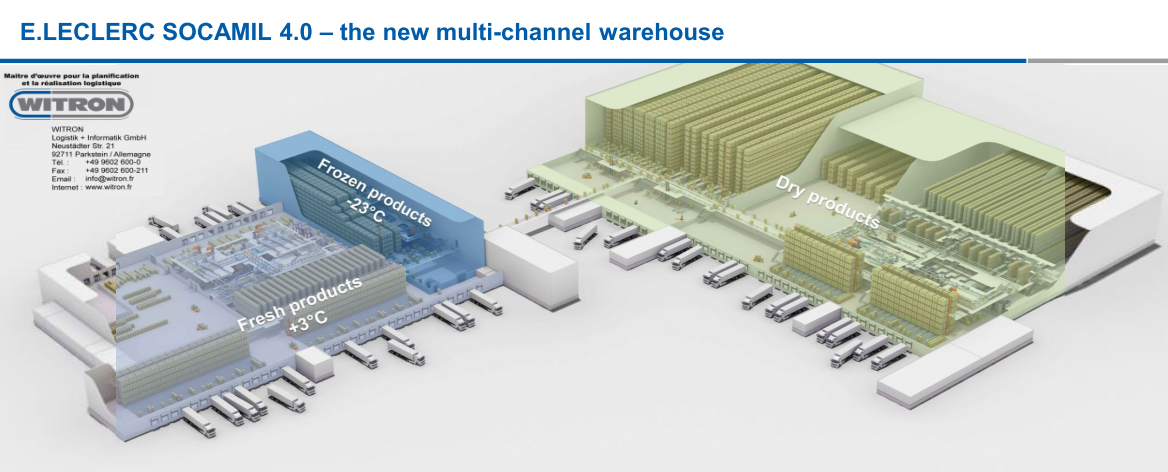 E.LECLERC SOCAMIL 4.0 – the new multi-channel warehouse
Maître d'œuvre pour la planification
et la réalisation logistique
WITRON
WITRON
Logistik + Informatik GmbH
Neustädter Str. 21
92711 Parkstein / Allemagne
Tél. : +49 9602 600-0
Fax : +49 9602 600-211
Email : info@witron.fr
Internet : www.witron.fr
Frozen products
-23°C
Dry products
Fresh products
+3°C